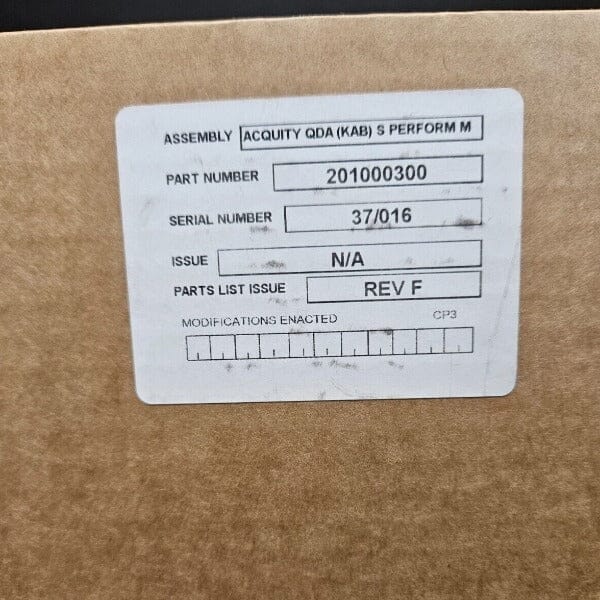 ASSEMBLY ACQUITY QDA (KAB) S PERFORM M
PART NUMBER 201000300
SERIAL NUMBER 37/016
ISSUE N/A
PARTS LIST ISSUE REV F
MODIFICATIONS ENACTED CP3